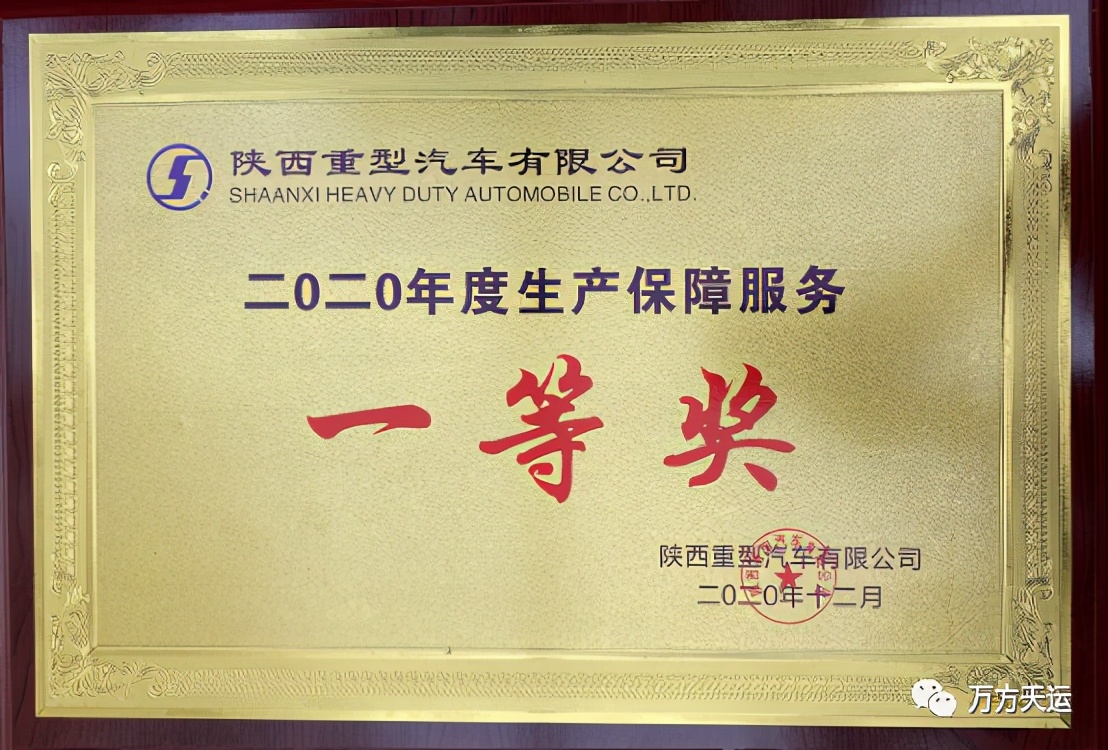 陕西重型汽车有限公司
SHAANXI HEAVY DUTY AUTOMOBILE CO.,LTD.
二0二0年度生产保障服务
一等奖
陕西重型汽车有限公司
二0二0年十二月
万方天运